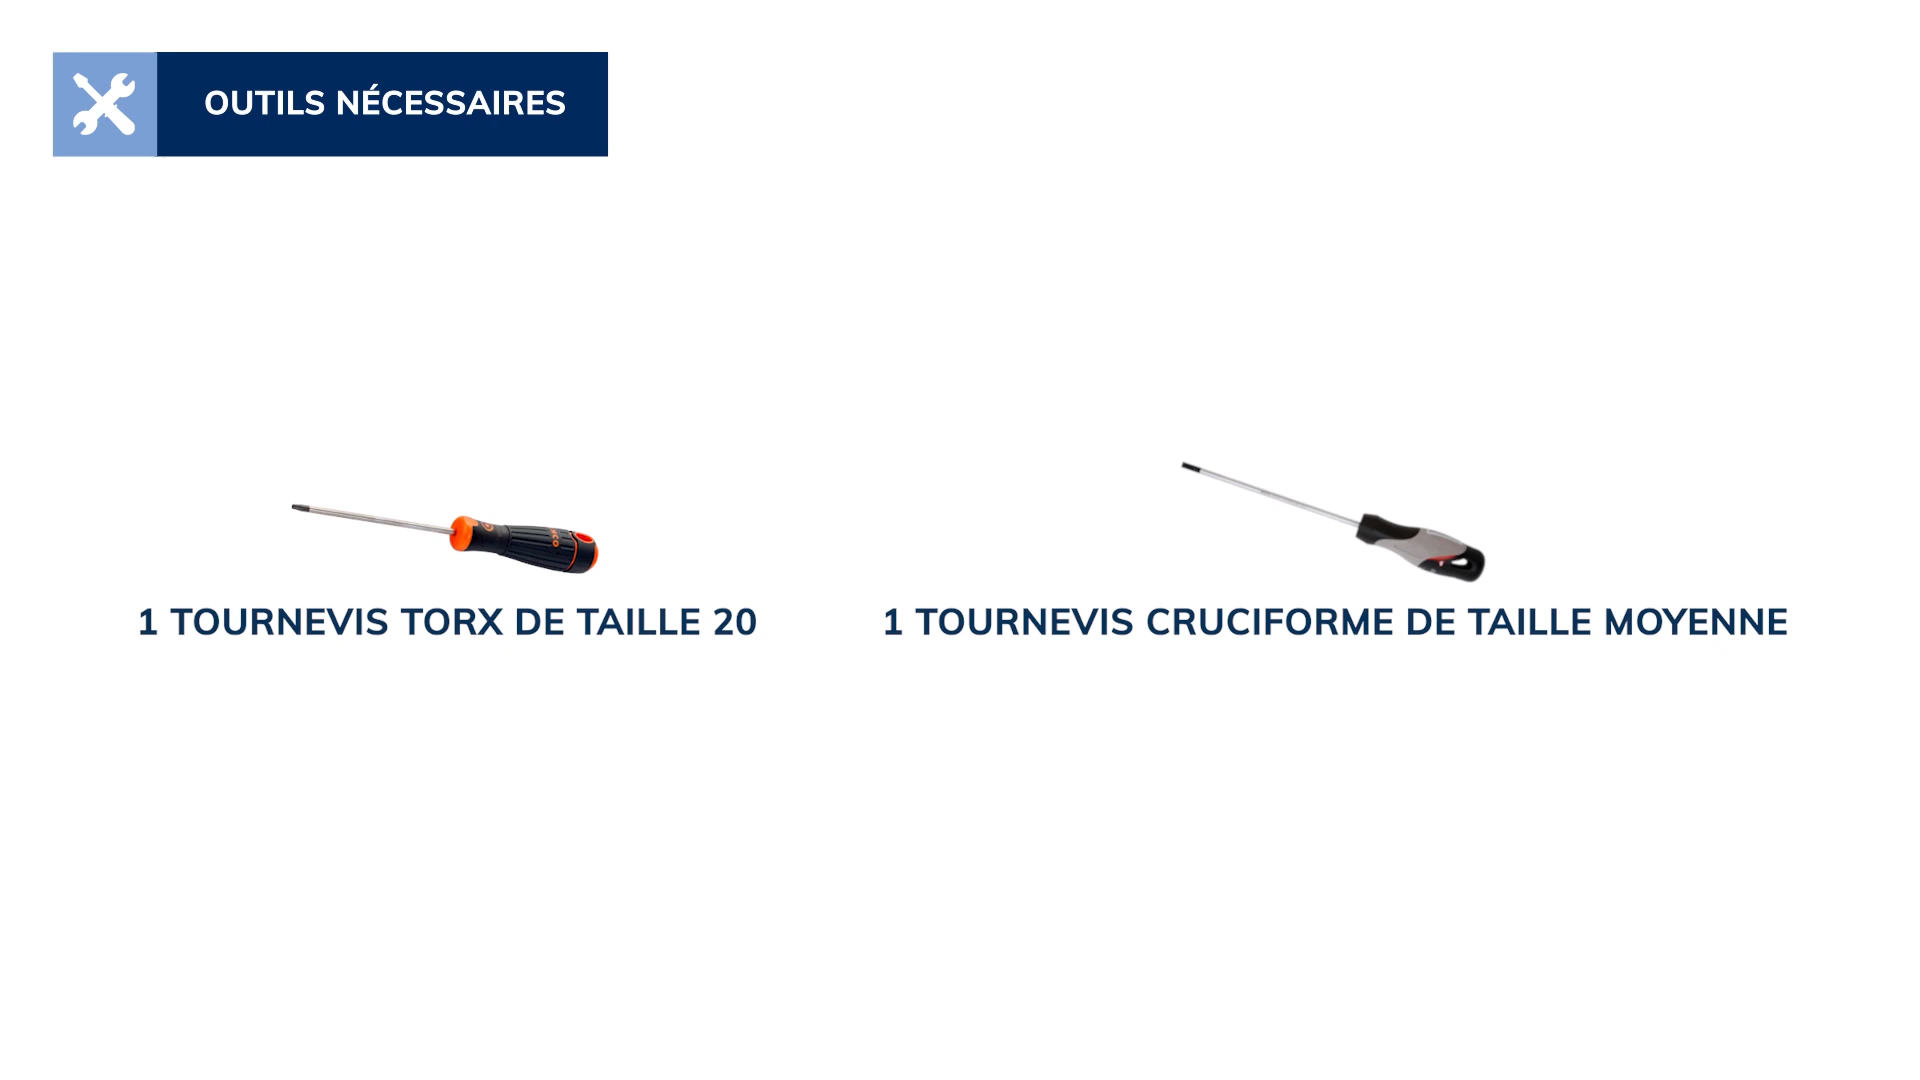 OUTILS NÉCESSAIRES
1 TOURNEVIS TORX DE TAILLE 20
1 TOURNEVIS CRUCIFORME DE TAILLE MOYENNE